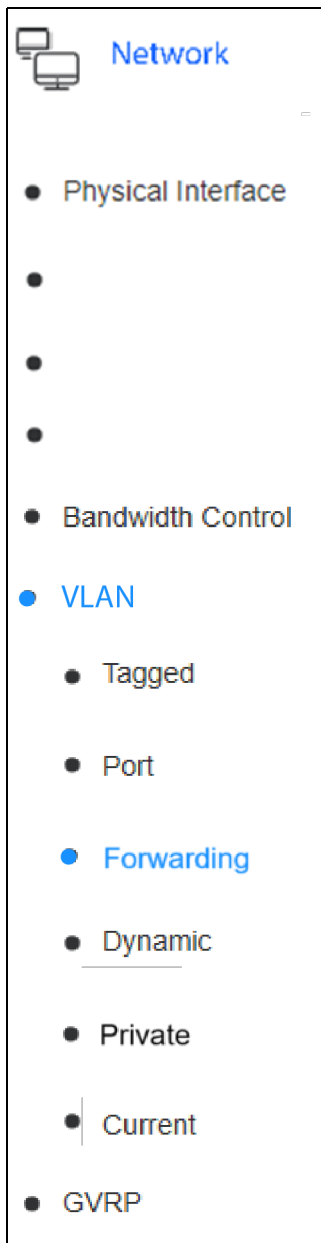 Network
Physical Interface
Bandwidth Control
VLAN
Tagged
Port
Forwarding
Dynamic
Private
Current
GVRP